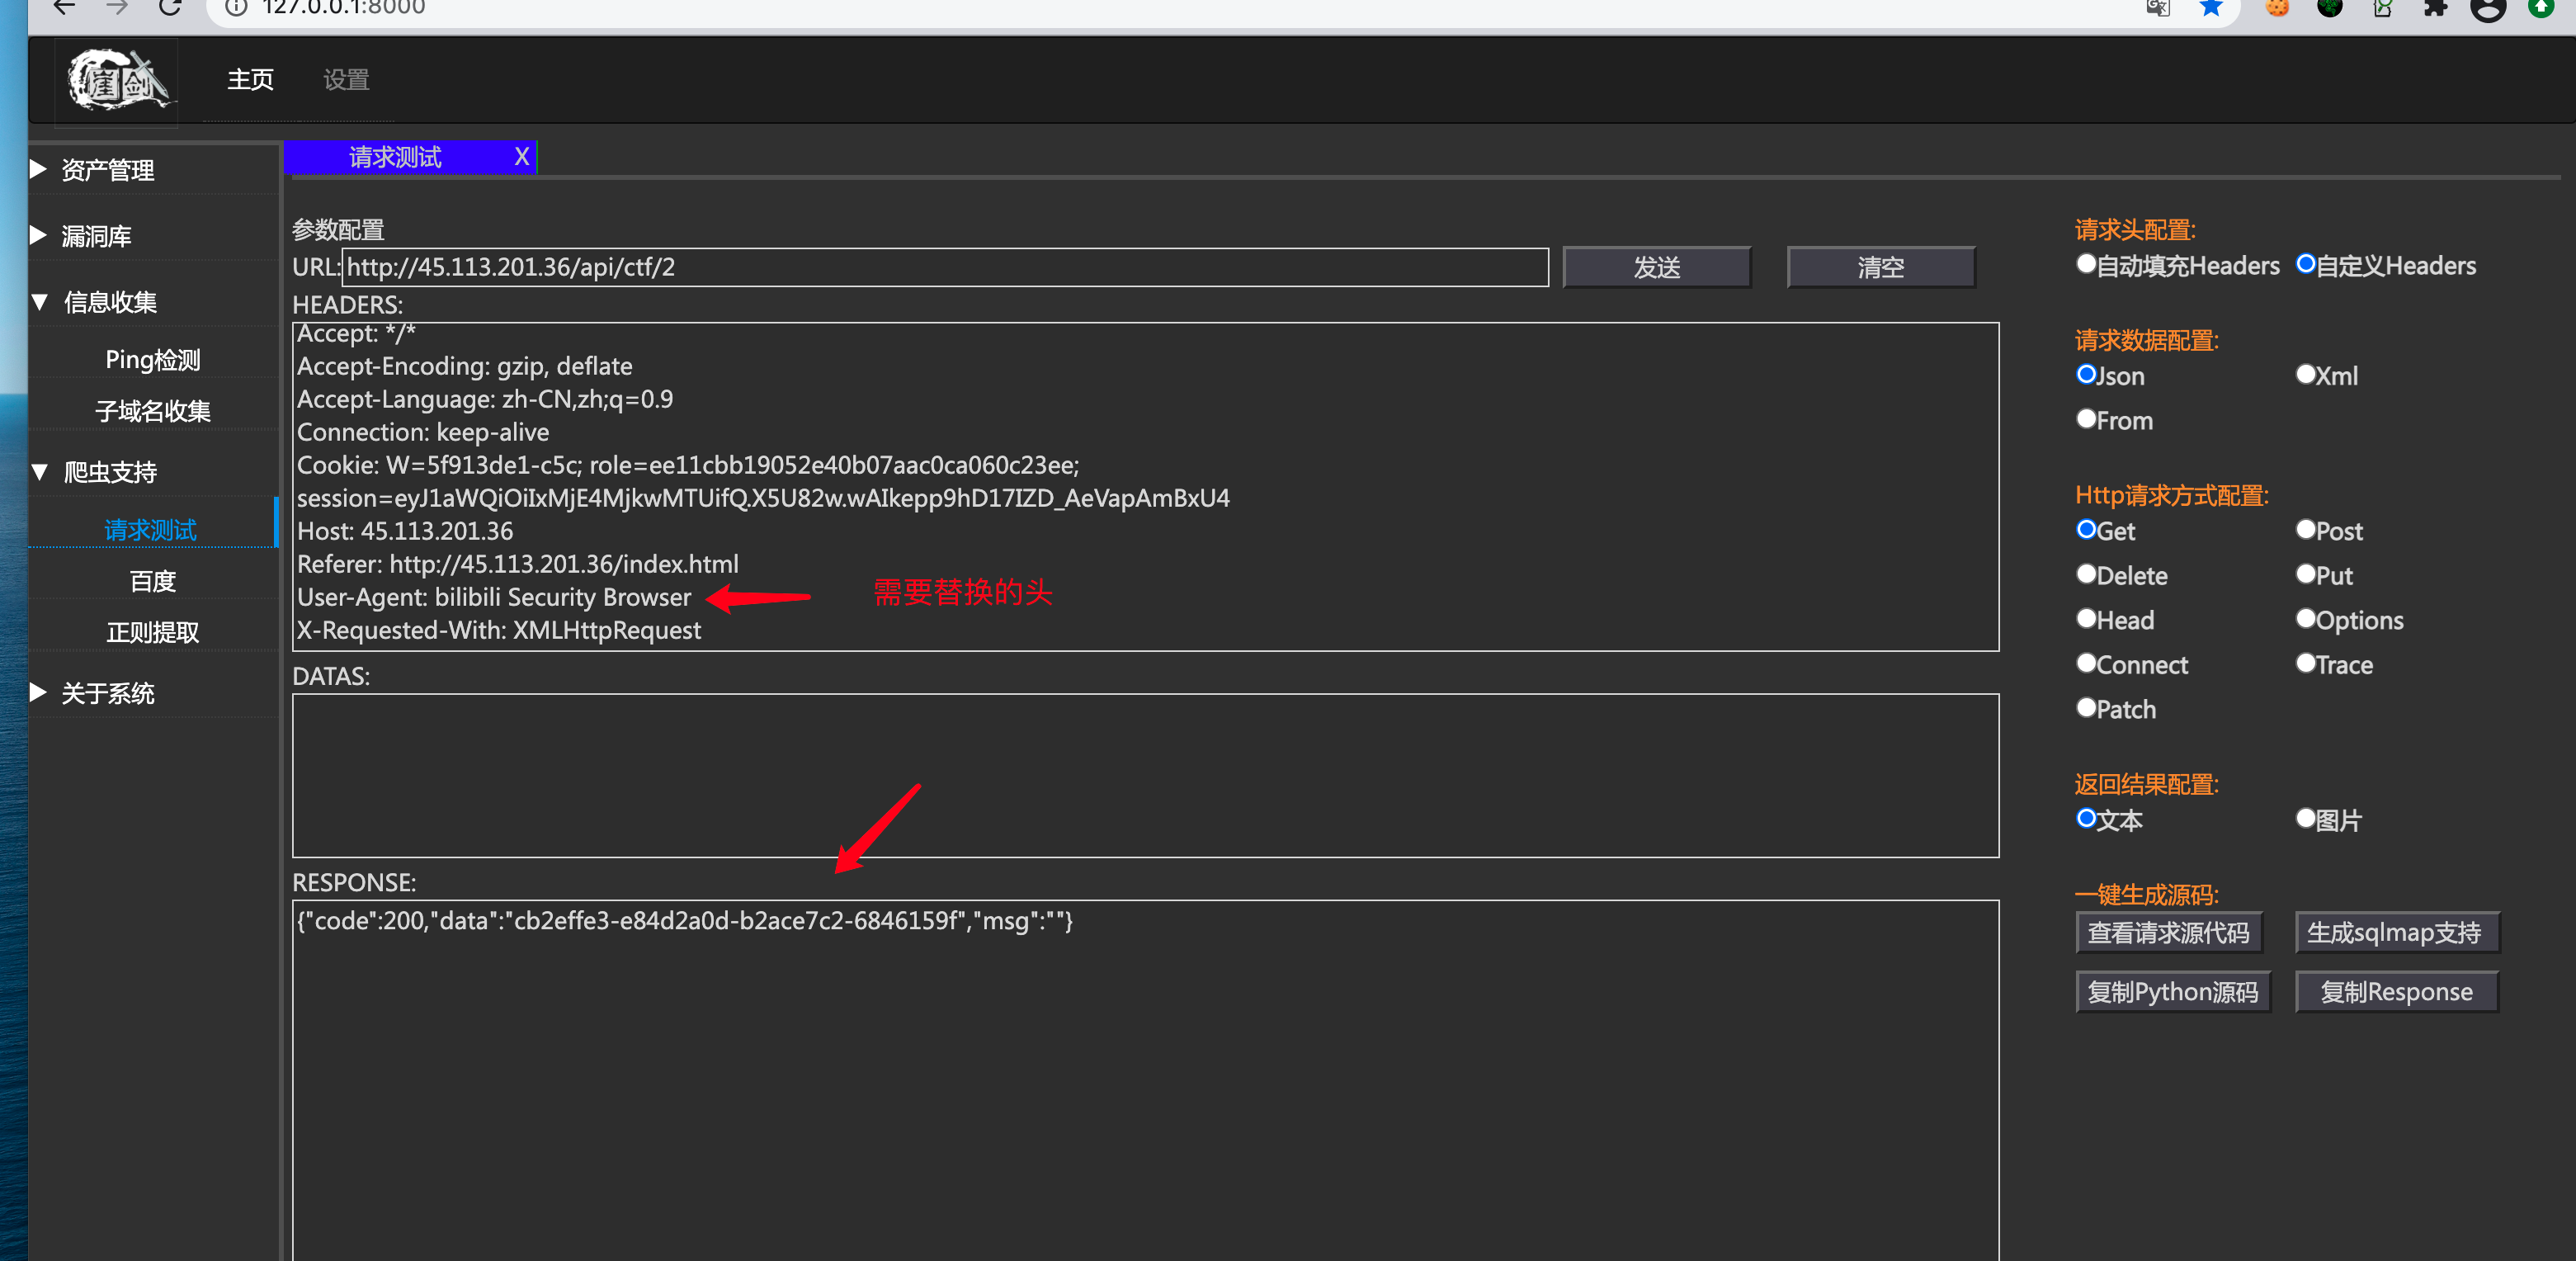 127.0.0.1:8000
崖剑
主页
设置
资产管理
漏洞库
信息收集
Ping检测
子域名收集
爬虫支持
请求测试
百度
正则提取
关于系统
请求测试 X
参数配置
URL: http://45.113.201.36/api/ctf/2 发送 清空
HEADERS:
Accept: */*
Accept-Encoding: gzip, deflate
Accept-Language: zh-CN,zh;q=0.9
Connection: keep-alive
Cookie: W=5f913de1-c5c; role=ee11cbb19052e40b07aac0ca060c23ee;
session=eyJ1aWQiOiIxMjE4MjkwMTUifQ.X5U82w.wAIkepp9hD17IZD_AeVapAmBxU4
Host: 45.113.201.36
Referer: http://45.113.201.36/index.html
User-Agent: bilibili Security Browser 需要替换的头
X-Requested-With: XMLHttpRequest
DATAS:
RESPONSE:
{"code":200,"data":"cb2effe3-e84d2a0d-b2ace7c2-6846159f","msg":""}
请求头配置:
自动填充Headers 自定义Headers
请求数据配置:
Json Xml
From
Http请求方式配置:
Get Post
Delete Put
Head Options
Connect Trace
Patch
返回结果配置:
文本 图片
一键生成源码:
查看请求源代码 生成sqlmap支持
复制Python源码 复制Response